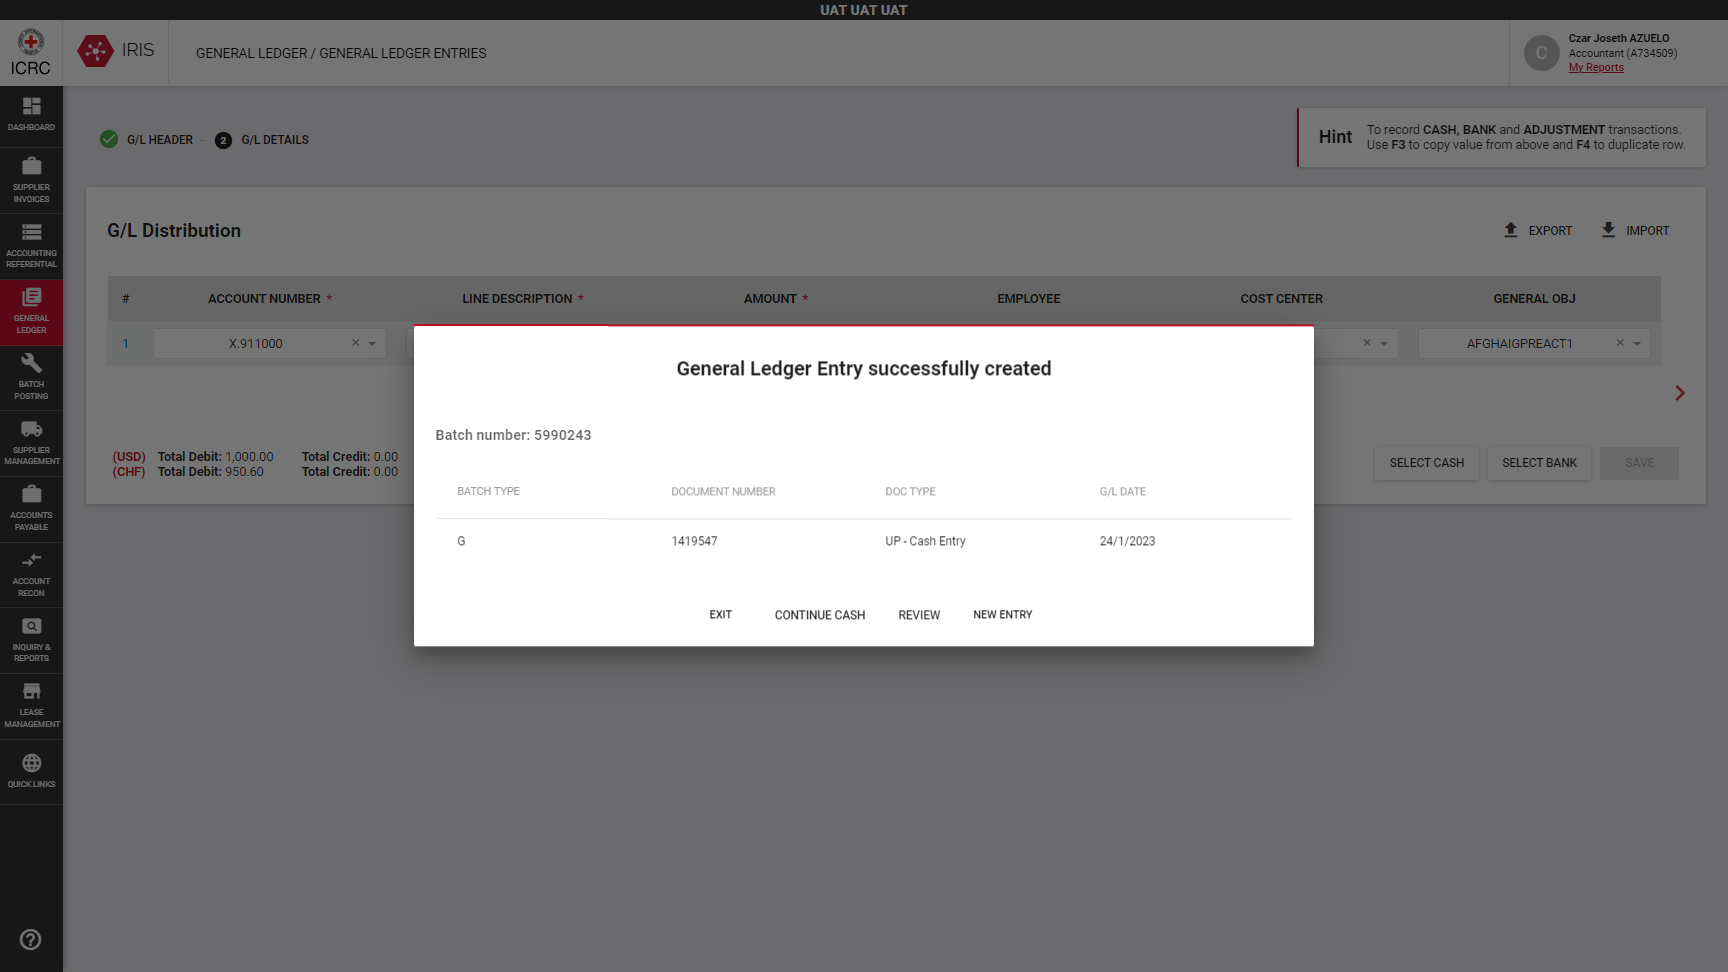 UAT UAT UAT
ICRC
IRIS
GENERAL LEDGER / GENERAL LEDGER ENTRIES
C
Czar Joseth AZUELO
Accountant (A734509)
My Reports
DASHBOARD
SUPPLIER
INVOICES
ACCOUNTING
REFERENTIAL
GENERAL
LEDGER
BATCH
POSTING
SUPPLIER
MANAGEMENT
ACCOUNTS
PAYABLE
ACCOUNT
RECON
INQUIRY &
REPORTS
LEASE
MANAGEMENT
QUICK LINKS
G/L HEADER - 2 G/L DETAILS
Hint
To record CASH, BANK and ADJUSTMENT transactions.
Use F3 to copy value from above and F4 to duplicate row.
G/L Distribution
EXPORT IMPORT
# ACCOUNT NUMBER * LINE DESCRIPTION * AMOUNT * EMPLOYEE COST CENTER GENERAL OBJ
1 X.911000 × × AFGHAIGPREACT1 ×
(USD) Total Debit: 1,000.00 Total Credit: 0.00
(CHF) Total Debit: 950.60 Total Credit: 0.00
SELECT CASH SELECT BANK SAVE
General Ledger Entry successfully created
Batch number: 5990243
BATCH TYPE DOCUMENT NUMBER DOC TYPE G/L DATE
G 1419547 UP - Cash Entry 24/1/2023
EXIT CONTINUE CASH REVIEW NEW ENTRY